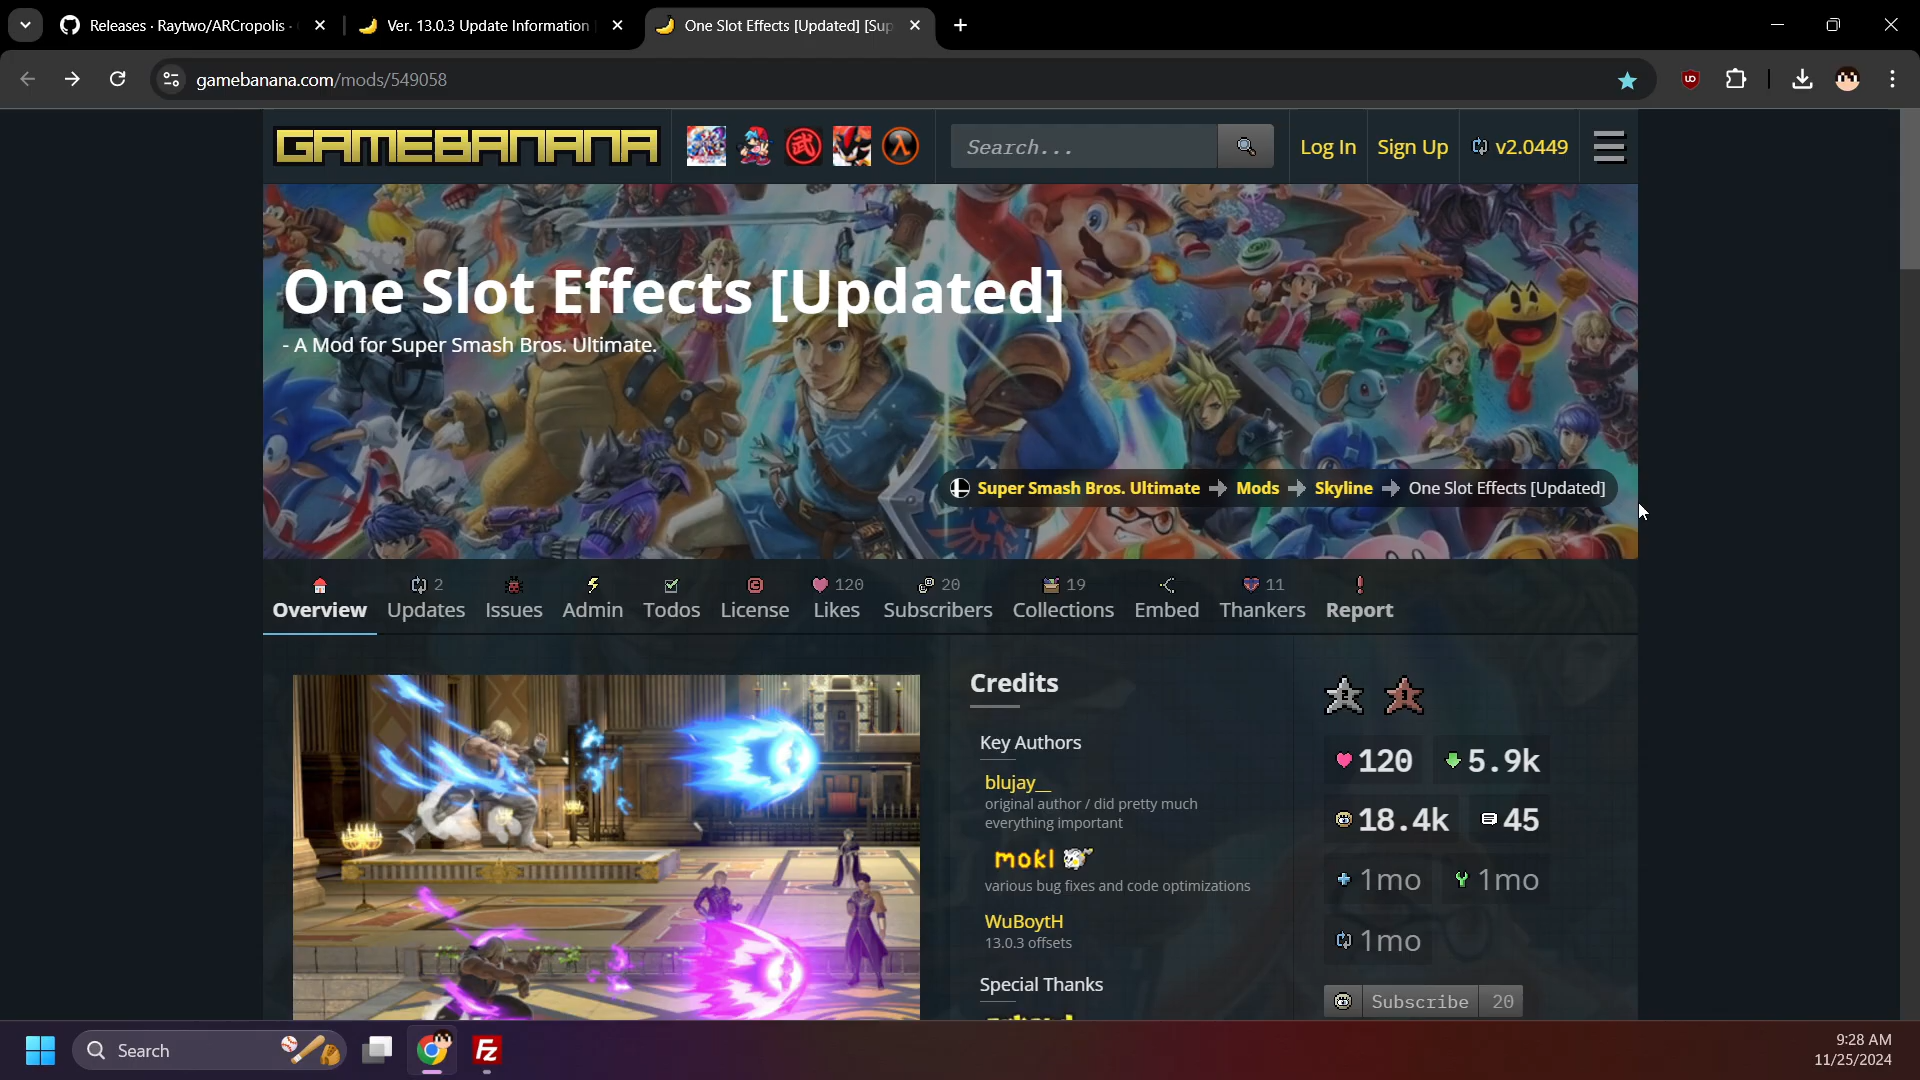 Releases · Raytwo/ARCropolis ·
Ver. 13.0.3 Update Information
One Slot Effects [Updated] [Sup
gamebanana.com/mods/549058
GAMEBANANA
Search...
Log In
Sign Up
v2.0449
One Slot Effects [Updated]
- A Mod for Super Smash Bros. Ultimate.
Super Smash Bros. Ultimate
Mods
Skyline
One Slot Effects [Updated]
Overview
2
Updates
Issues
Admin
Todos
License
120
Likes
20
Subscribers
19
Collections
Embed
11
Thankers
Report
Credits
Key Authors
blujay__
original author / did pretty much
everything important
mokl
various bug fixes and code optimizations
WuBoytH
13.0.3 offsets
Special Thanks
120
5.9k
18.4k
45
1mo
1mo
1mo
Subscribe
20
Search
9:28 AM
11/25/2024